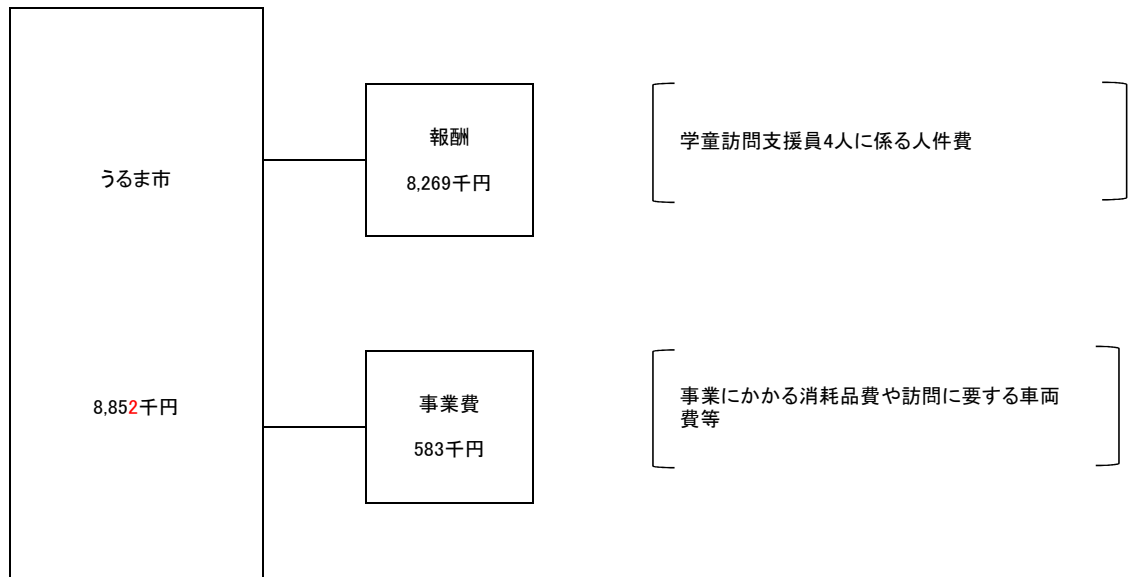 うるま市
8,852千円
報酬
8,269千円
学童訪問支援員4人に係る人件費
事業費
583千円
事業にかかる消耗品費や訪問に要する車両
費等